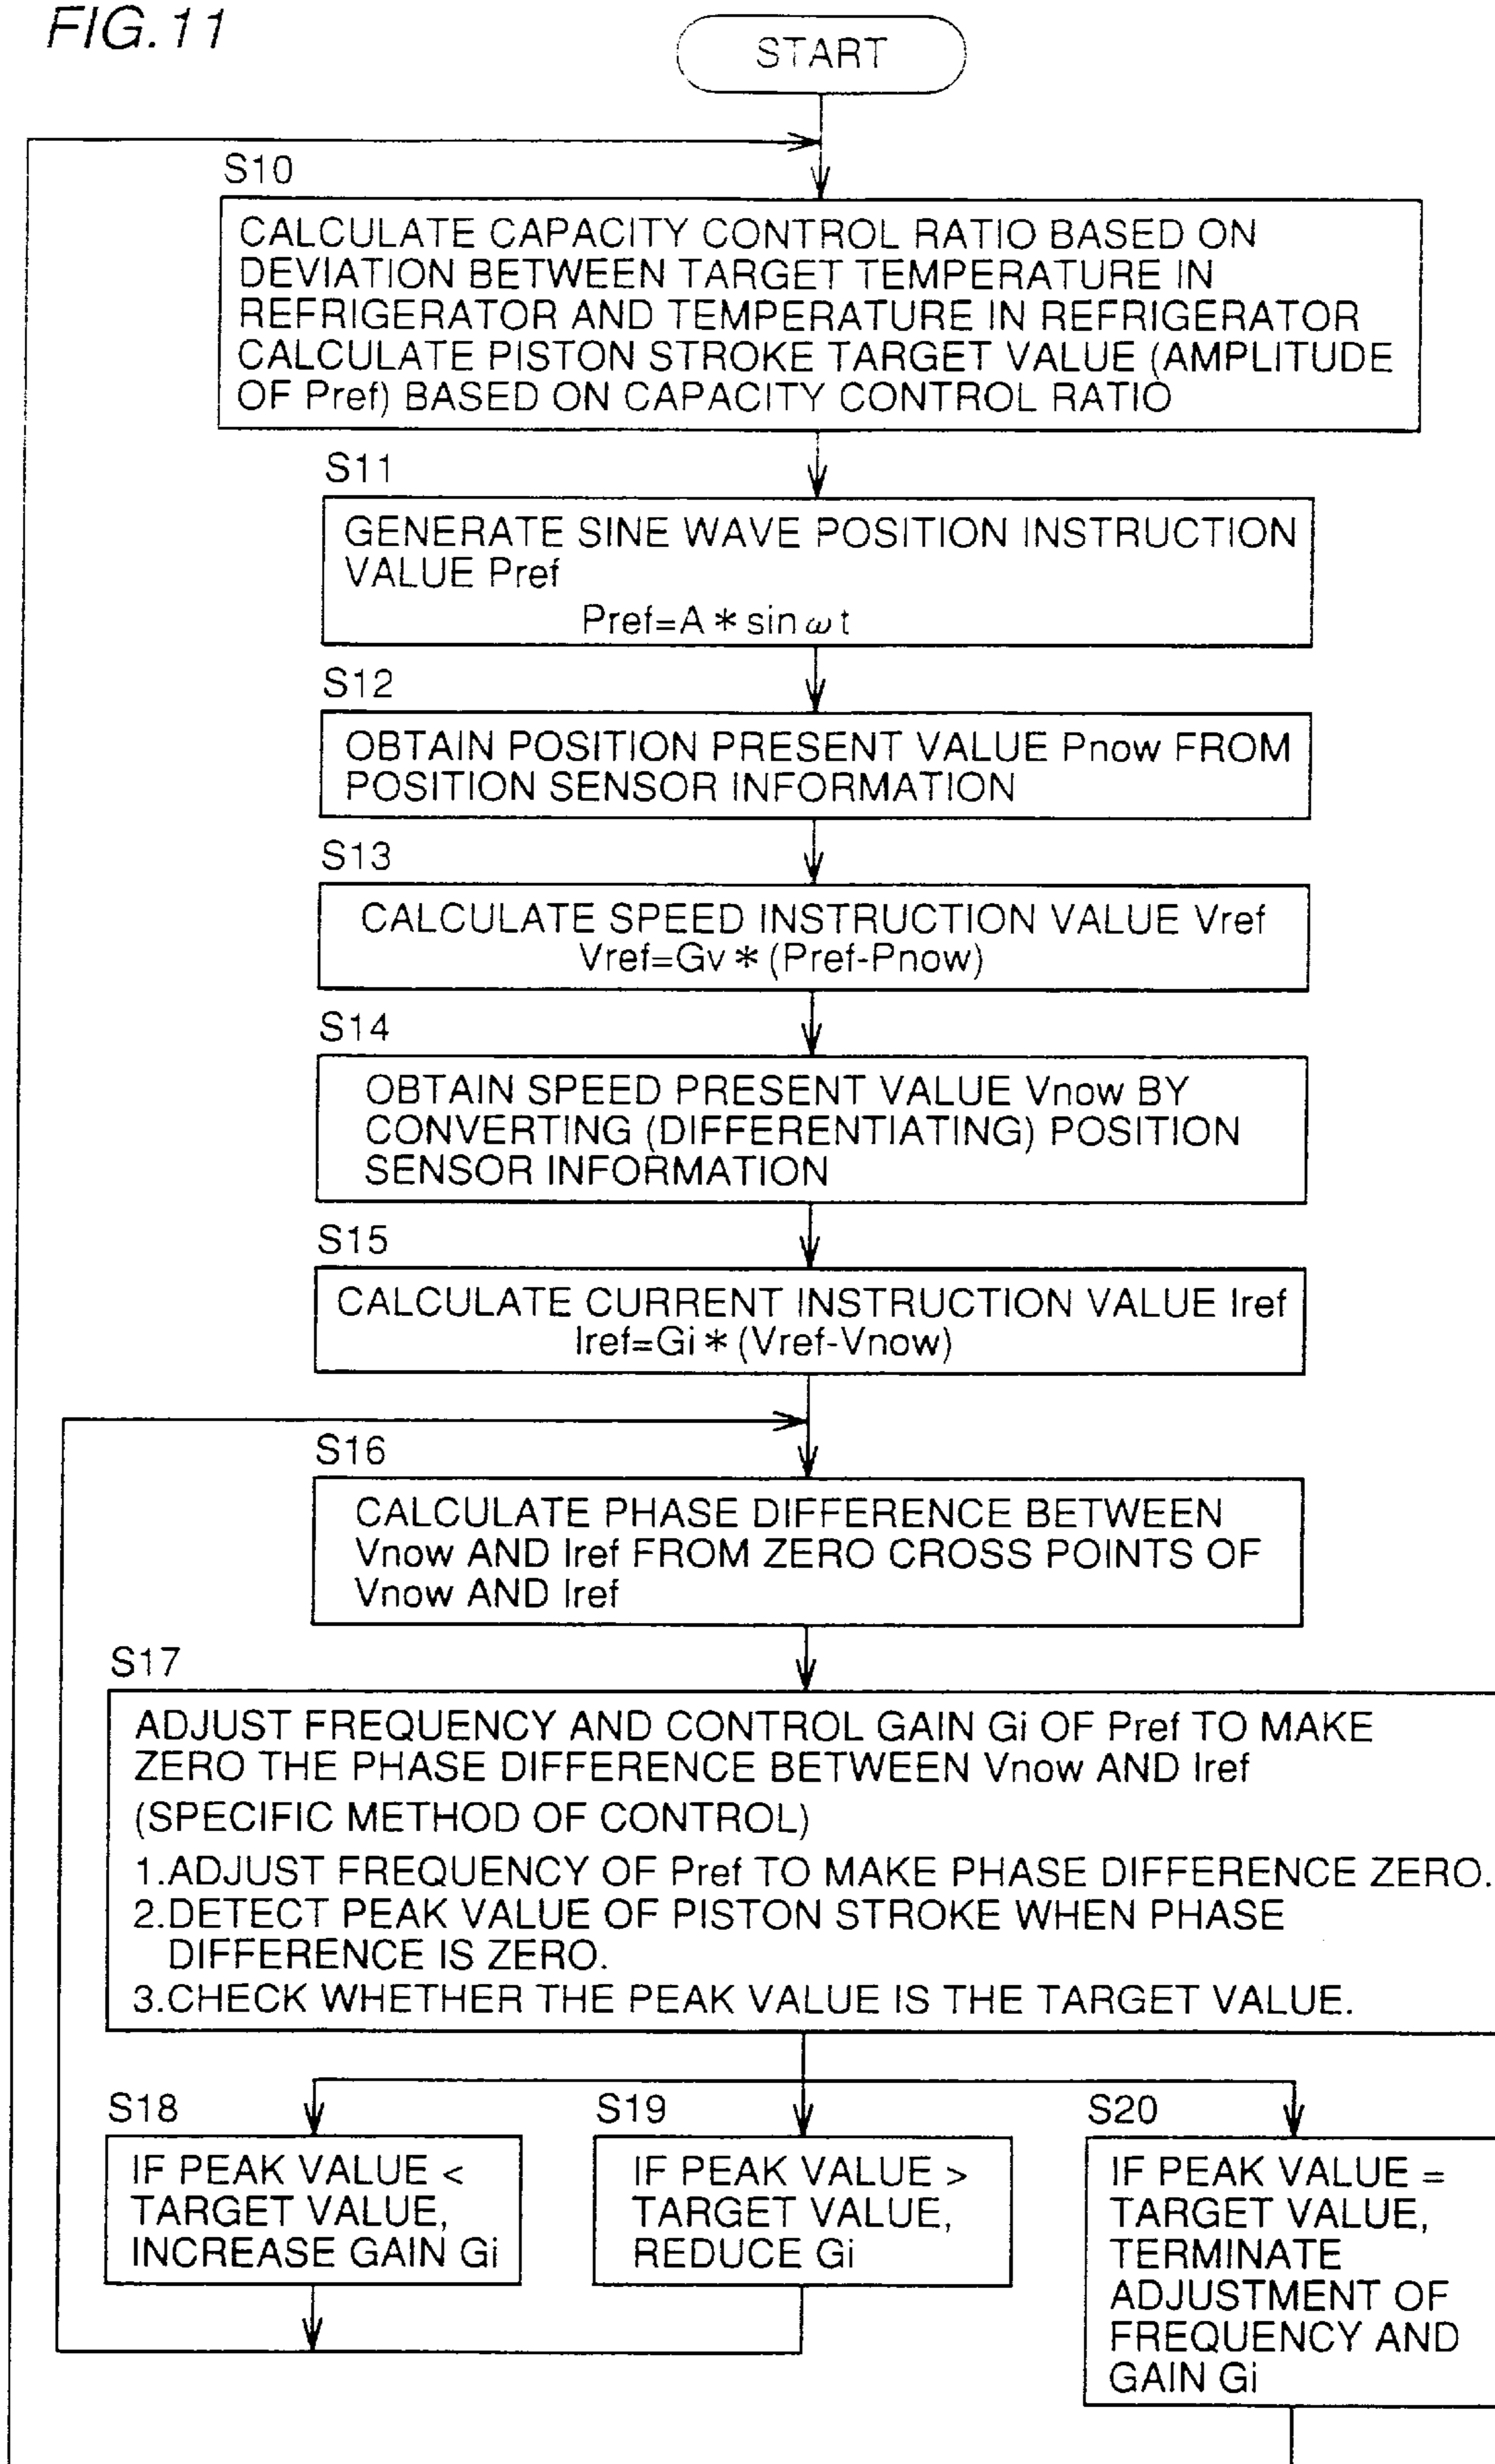 FIG.11
START
S10
CALCULATE CAPACITY CONTROL RATIO BASED ON
DEVIATION BETWEEN TARGET TEMPERATURE IN
REFRIGERATOR AND TEMPERATURE IN REFRIGERATOR
CALCULATE PISTON STROKE TARGET VALUE (AMPLITUDE
OF Pref) BASED ON CAPACITY CONTROL RATIO
S11
GENERATE SINE WAVE POSITION INSTRUCTION
VALUE Pref
Pref=A * sin ω t
S12
OBTAIN POSITION PRESENT VALUE Pnow FROM
POSITION SENSOR INFORMATION
S13
CALCULATE SPEED INSTRUCTION VALUE Vref
Vref=Gv * (Pref-Pnow)
S14
OBTAIN SPEED PRESENT VALUE Vnow BY
CONVERTING (DIFFERENTIATING) POSITION
SENSOR INFORMATION
S15
CALCULATE CURRENT INSTRUCTION VALUE Iref
Iref=Gi * (Vref-Vnow)
S16
CALCULATE PHASE DIFFERENCE BETWEEN
Vnow AND Iref FROM ZERO CROSS POINTS OF
Vnow AND Iref
S17
ADJUST FREQUENCY AND CONTROL GAIN Gi OF Pref TO MAKE
ZERO THE PHASE DIFFERENCE BETWEEN Vnow AND Iref
(SPECIFIC METHOD OF CONTROL)
1.ADJUST FREQUENCY OF Pref TO MAKE PHASE DIFFERENCE ZERO.
2.DETECT PEAK VALUE OF PISTON STROKE WHEN PHASE
DIFFERENCE IS ZERO.
3.CHECK WHETHER THE PEAK VALUE IS THE TARGET VALUE.
S18
IF PEAK VALUE <
TARGET VALUE,
INCREASE GAIN Gi
S19
IF PEAK VALUE >
TARGET VALUE,
REDUCE Gi
S20
IF PEAK VALUE =
TARGET VALUE,
TERMINATE
ADJUSTMENT OF
FREQUENCY AND
GAIN Gi